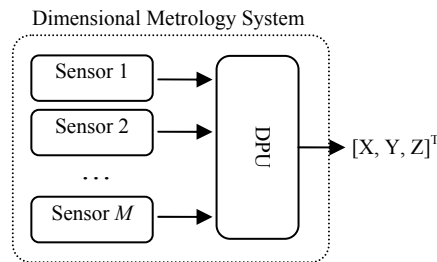 Dimensional Metrology System
Sensor 1
Sensor 2
...
Sensor M
DPU
[X, Y, Z]T